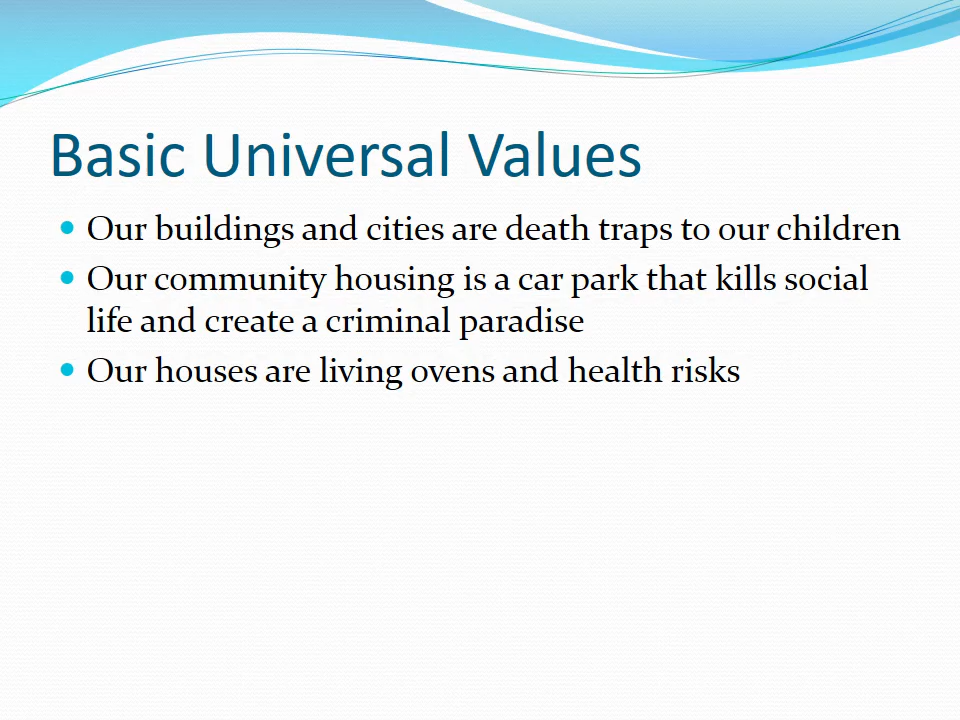 Basic Universal Values
Our buildings and cities are death traps to our children
Our community housing is a car park that kills social
life and create a criminal paradise
Our houses are living ovens and health risks